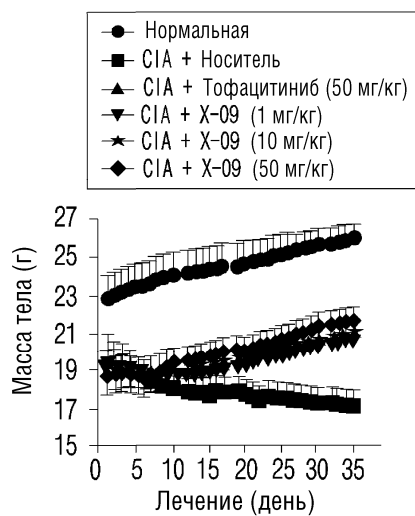 Нормальная
CIA + Носитель
CIA + Тофацитиниб (50 мг/кг)
CIA + X-09 (1 мг/кг)
CIA + X-09 (10 мг/кг)
CIA + X-09 (50 мг/кг)
Масса тела (г)
27
25
23
21
19
17
15
0 5 10 15 20 25 30 35
Лечение (день)